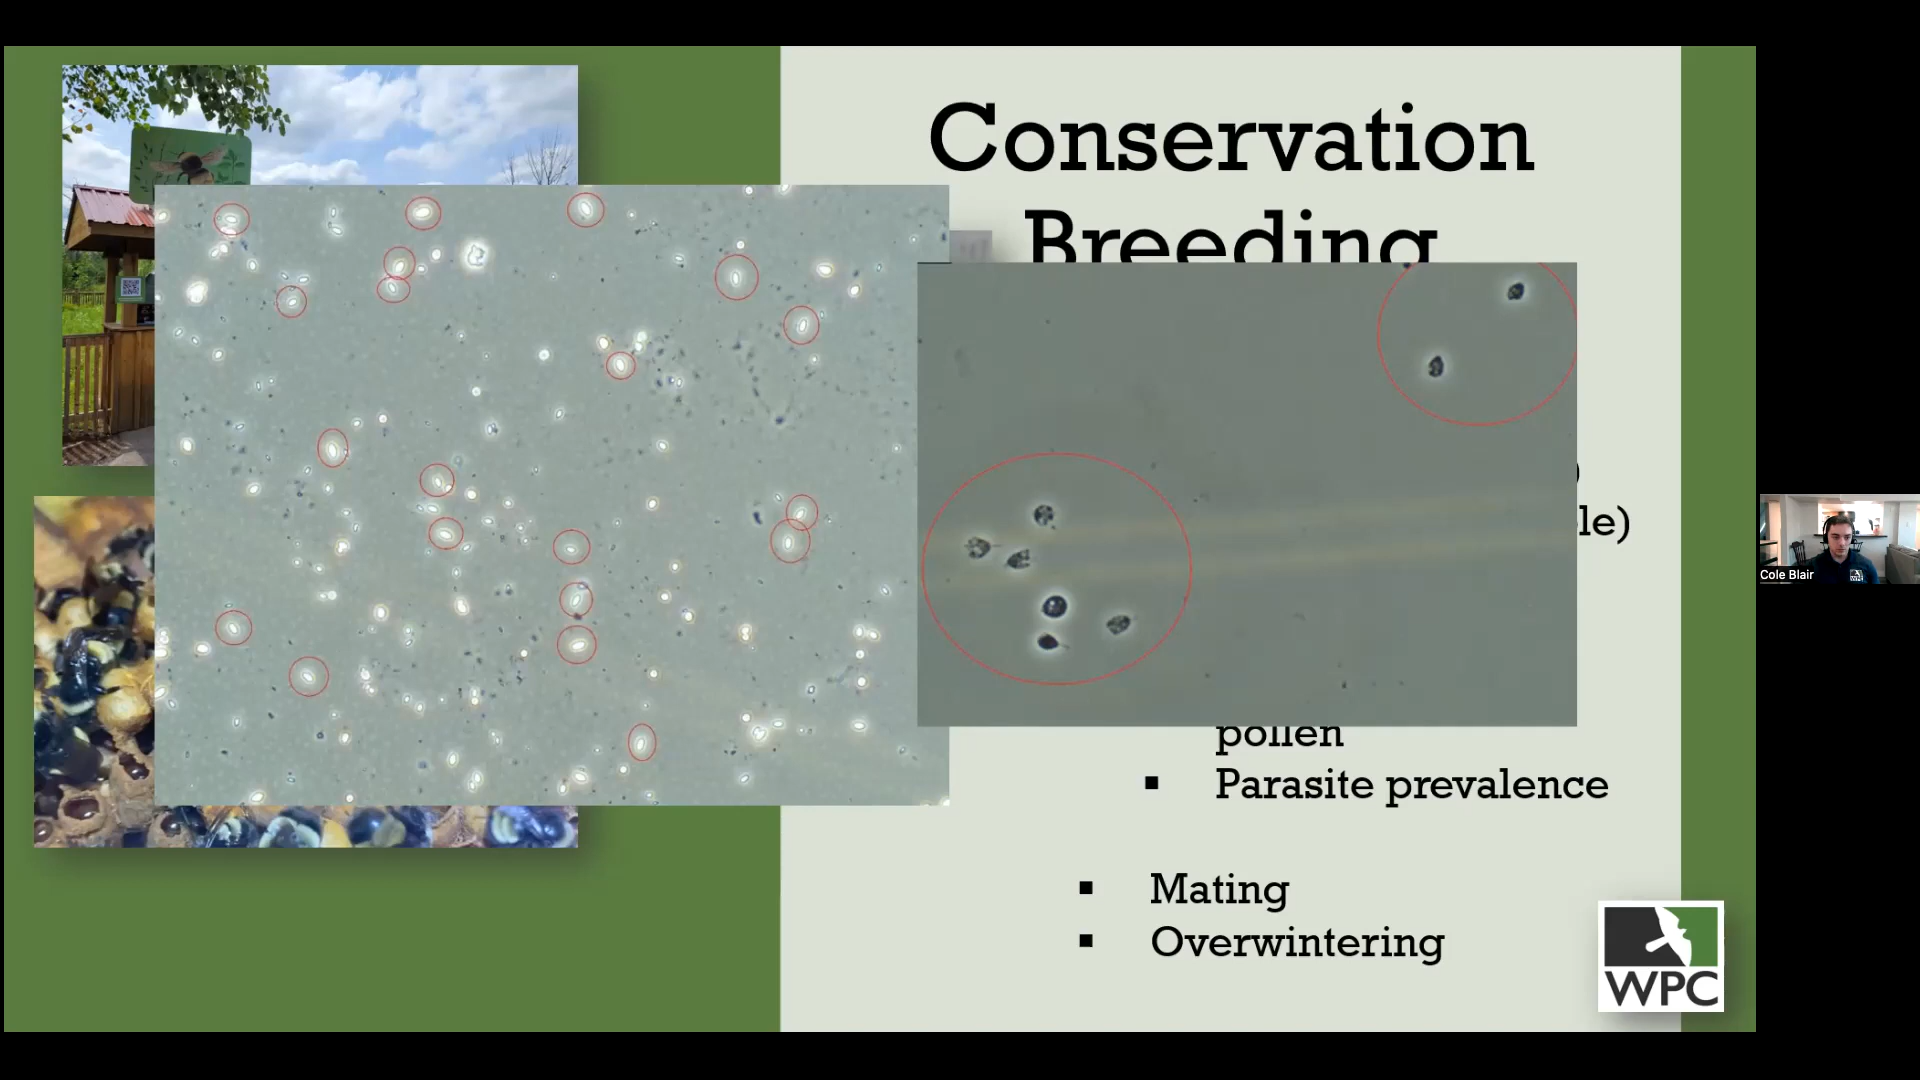 Conservation
Breeding
)
le)
pollen
▪ Parasite prevalence
▪ Mating
▪ Overwintering
WPC
Cole Blair